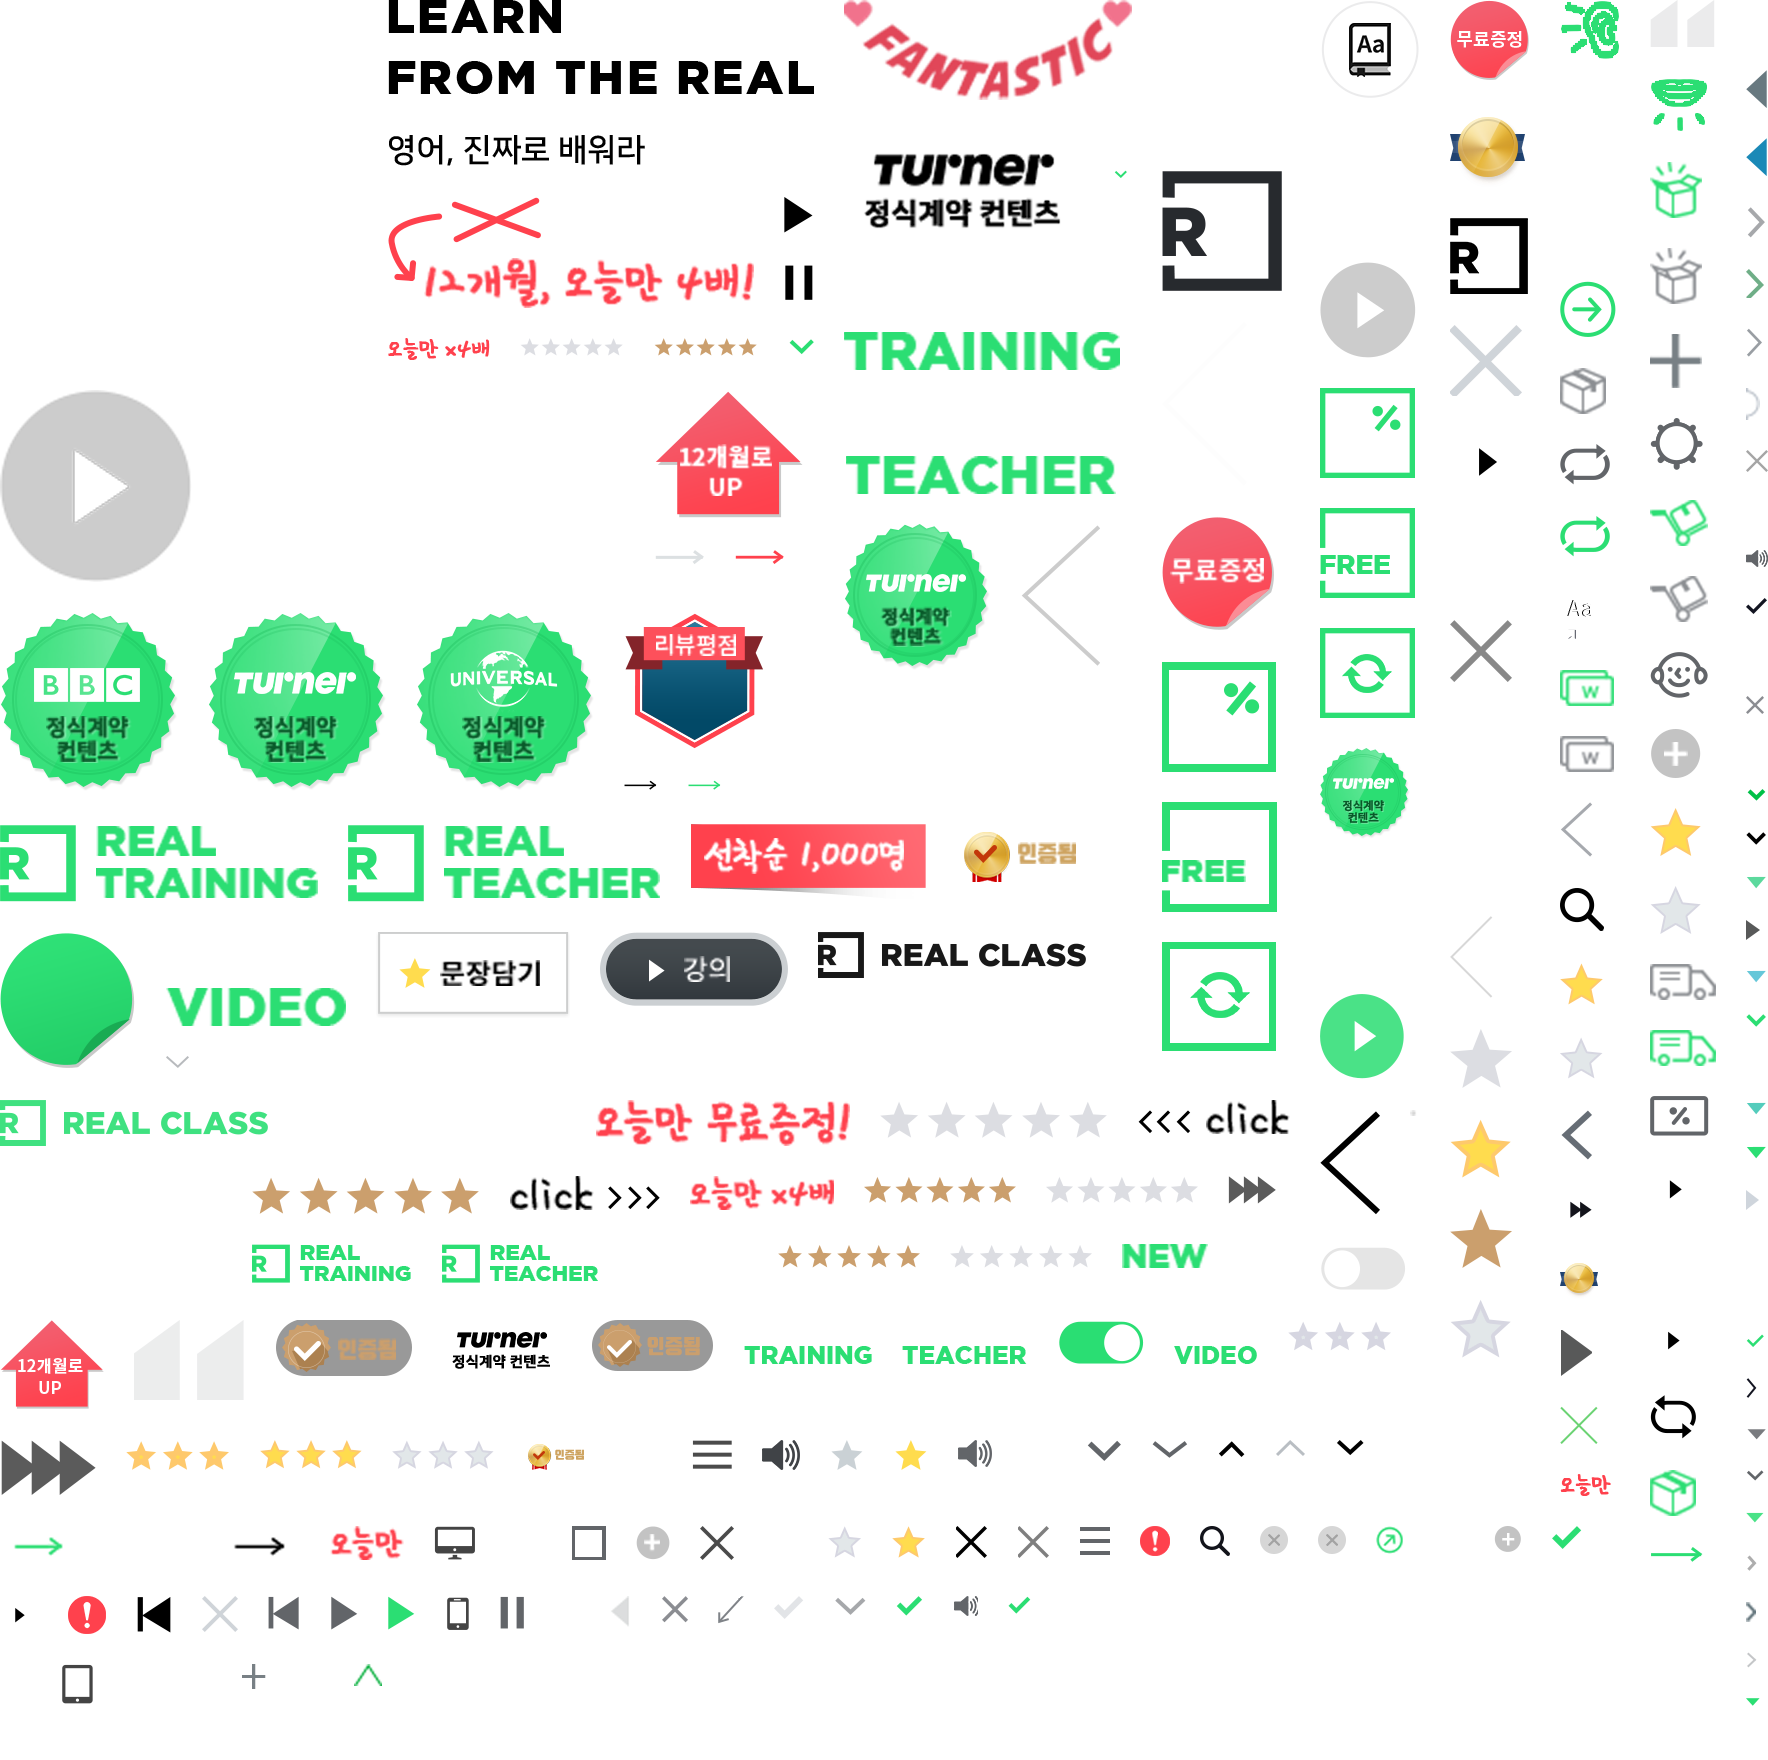 LEARN
FROM THE REAL
영어, 진짜로 배워라
12개월, 오늘만 4배!
오늘만 x4배
FANTASTIC
Turner
정식계약 컨텐츠
R
Aa
무료증정
R
TRAINING
TEACHER
12개월로
UP
%
FREE
Turner
정식계약
컨텐츠
무료증정
Aa
BBC
정식계약
컨텐츠
Turner
정식계약
컨텐츠
UNIVERSAL
정식계약
컨텐츠
리뷰평점
%
W
W
Turner
정식계약
컨텐츠
R
REAL
TRAINING
R
REAL
TEACHER
선착순 1,000명
인증됨
FREE
VIDEO
문장담기
강의
R REAL CLASS
R REAL CLASS
오늘만 무료증정!
<<< click
%
click >>>
오늘만 x4배
R
REAL
TRAINING
R
REAL
TEACHER
NEW
12개월로
UP
인증됨
Turner
정식계약 컨텐츠
인증됨
TRAINING
TEACHER
VIDEO
인증됨
오늘만
오늘만